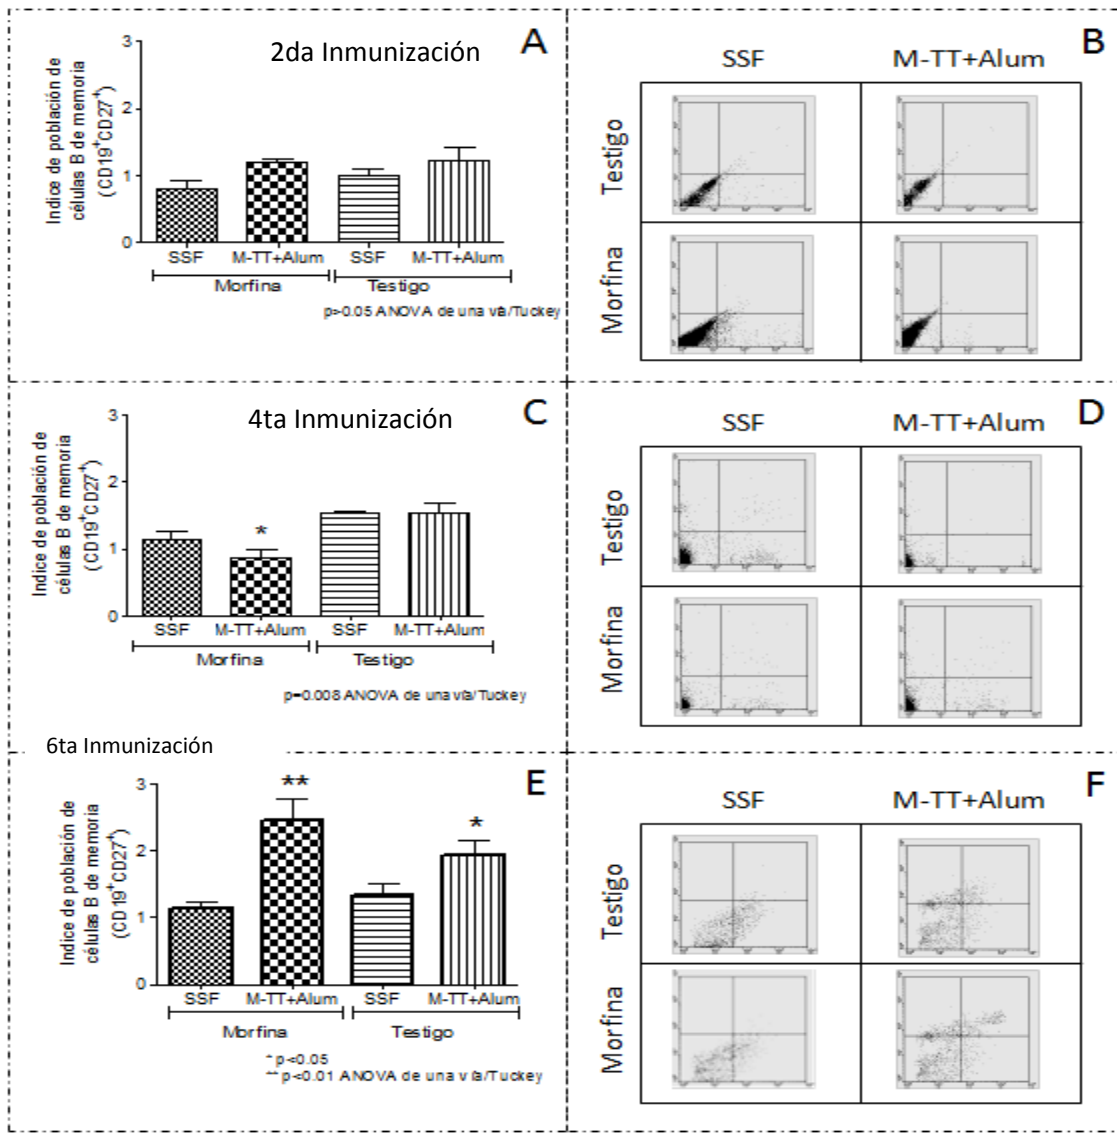 2da Inmunización
A
Indice de población de
células B de memoria
(CD19+CD27+)
3
2
1
0
SSF
M-TT+Alum
SSF
M-TT+Alum
Morfina
Testigo
p>0.05 ANOVA de una vía/Tuckey
B
SSF
M-TT+Alum
Testigo
Morfina
4ta Inmunización
C
Indice de población de
células B de memoria
(CD19+CD27+)
3
2
1
0
*
SSF
M-TT+Alum
SSF
M-TT+Alum
Morfina
Testigo
p=0.008 ANOVA de una vía/Tuckey
D
SSF
M-TT+Alum
Testigo
Morfina
6ta Inmunización
E
Indice de población de
células B de memoria
(CD19+CD27+)
3
2
1
0
**
*
SSF
M-TT+Alum
SSF
M-TT+Alum
Morfina
Testigo
* p<0.05
** p<0.01 ANOVA de una vía/Tuckey
F
SSF
M-TT+Alum
Testigo
Morfina